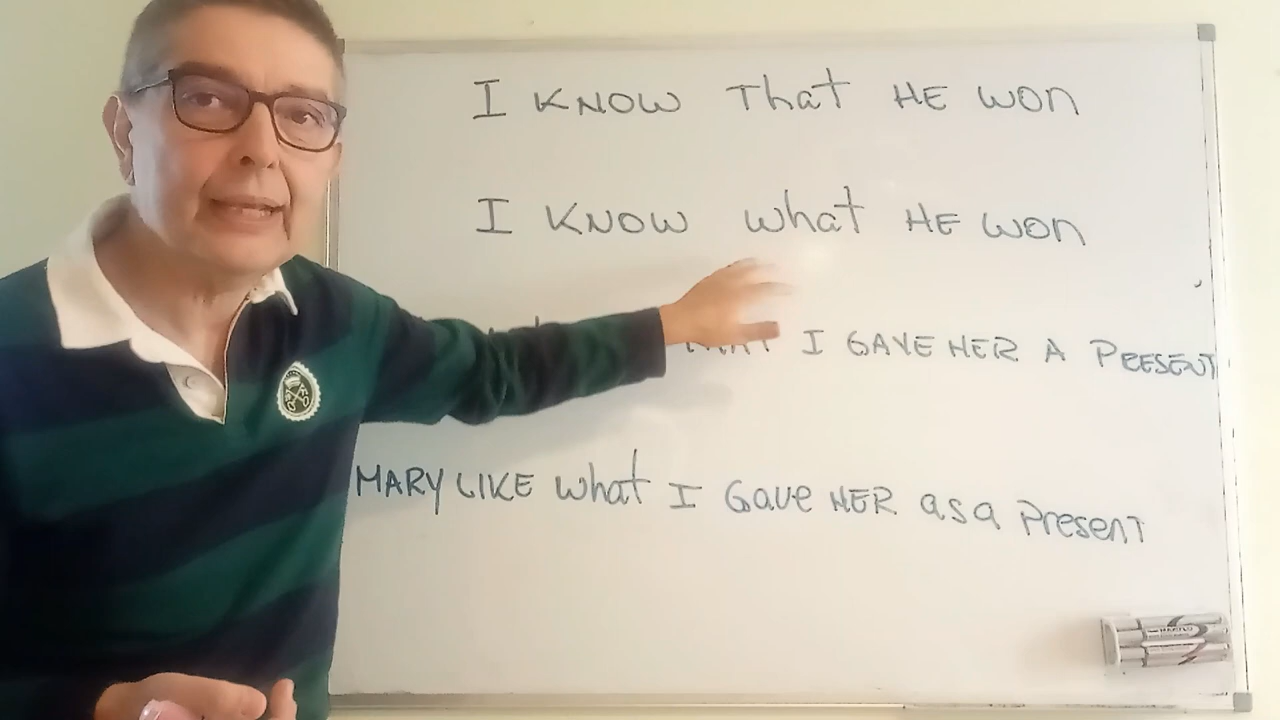 I KNOW That HE won
I KNOW what HE won
THAT I GAVE HER A PRESENT
MARY LIKE what I Gave HER as a Present